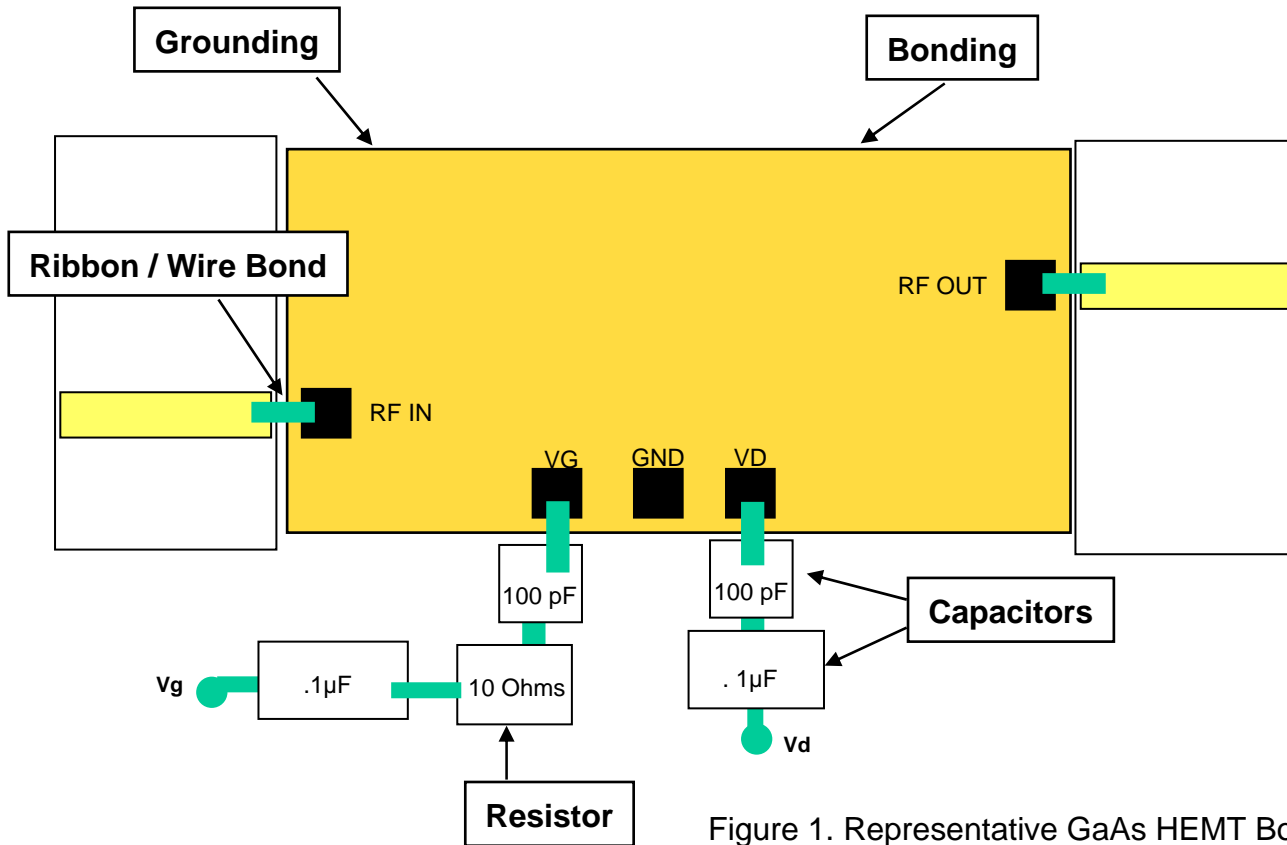 Grounding
Bonding
Ribbon / Wire Bond
RF OUT
RF IN
VG
GND
VD
100 pF
100 pF
Capacitors
.1µF
10 Ohms
. 1µF
Vg
Vd
Resistor
Figure 1. Representative GaAs HEMT Bo